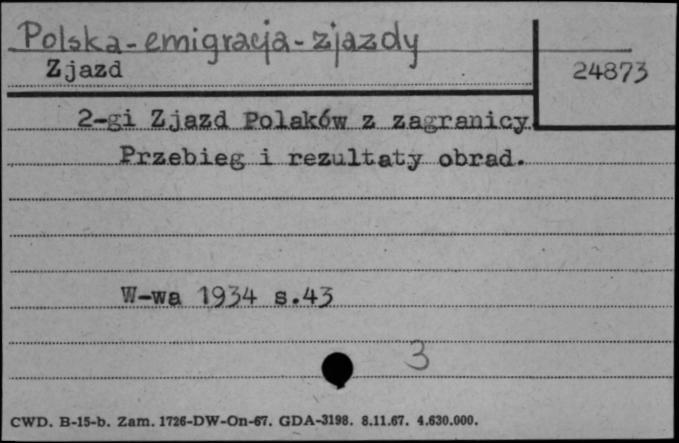 Polska-emigracja-zjazdy
Zjazd
24873
2-gi Zjazd Polaków z zagranicy
Przebieg i rezultaty obrad.
W-wa 1934 s.43
3
CWD. B-15-b. Zam. 1726-DW-On-67. GDA-3198. 8.11.67. 4.630.000.